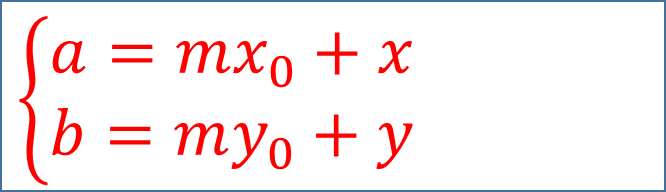 a = mx₀ + x
b = my₀ + y